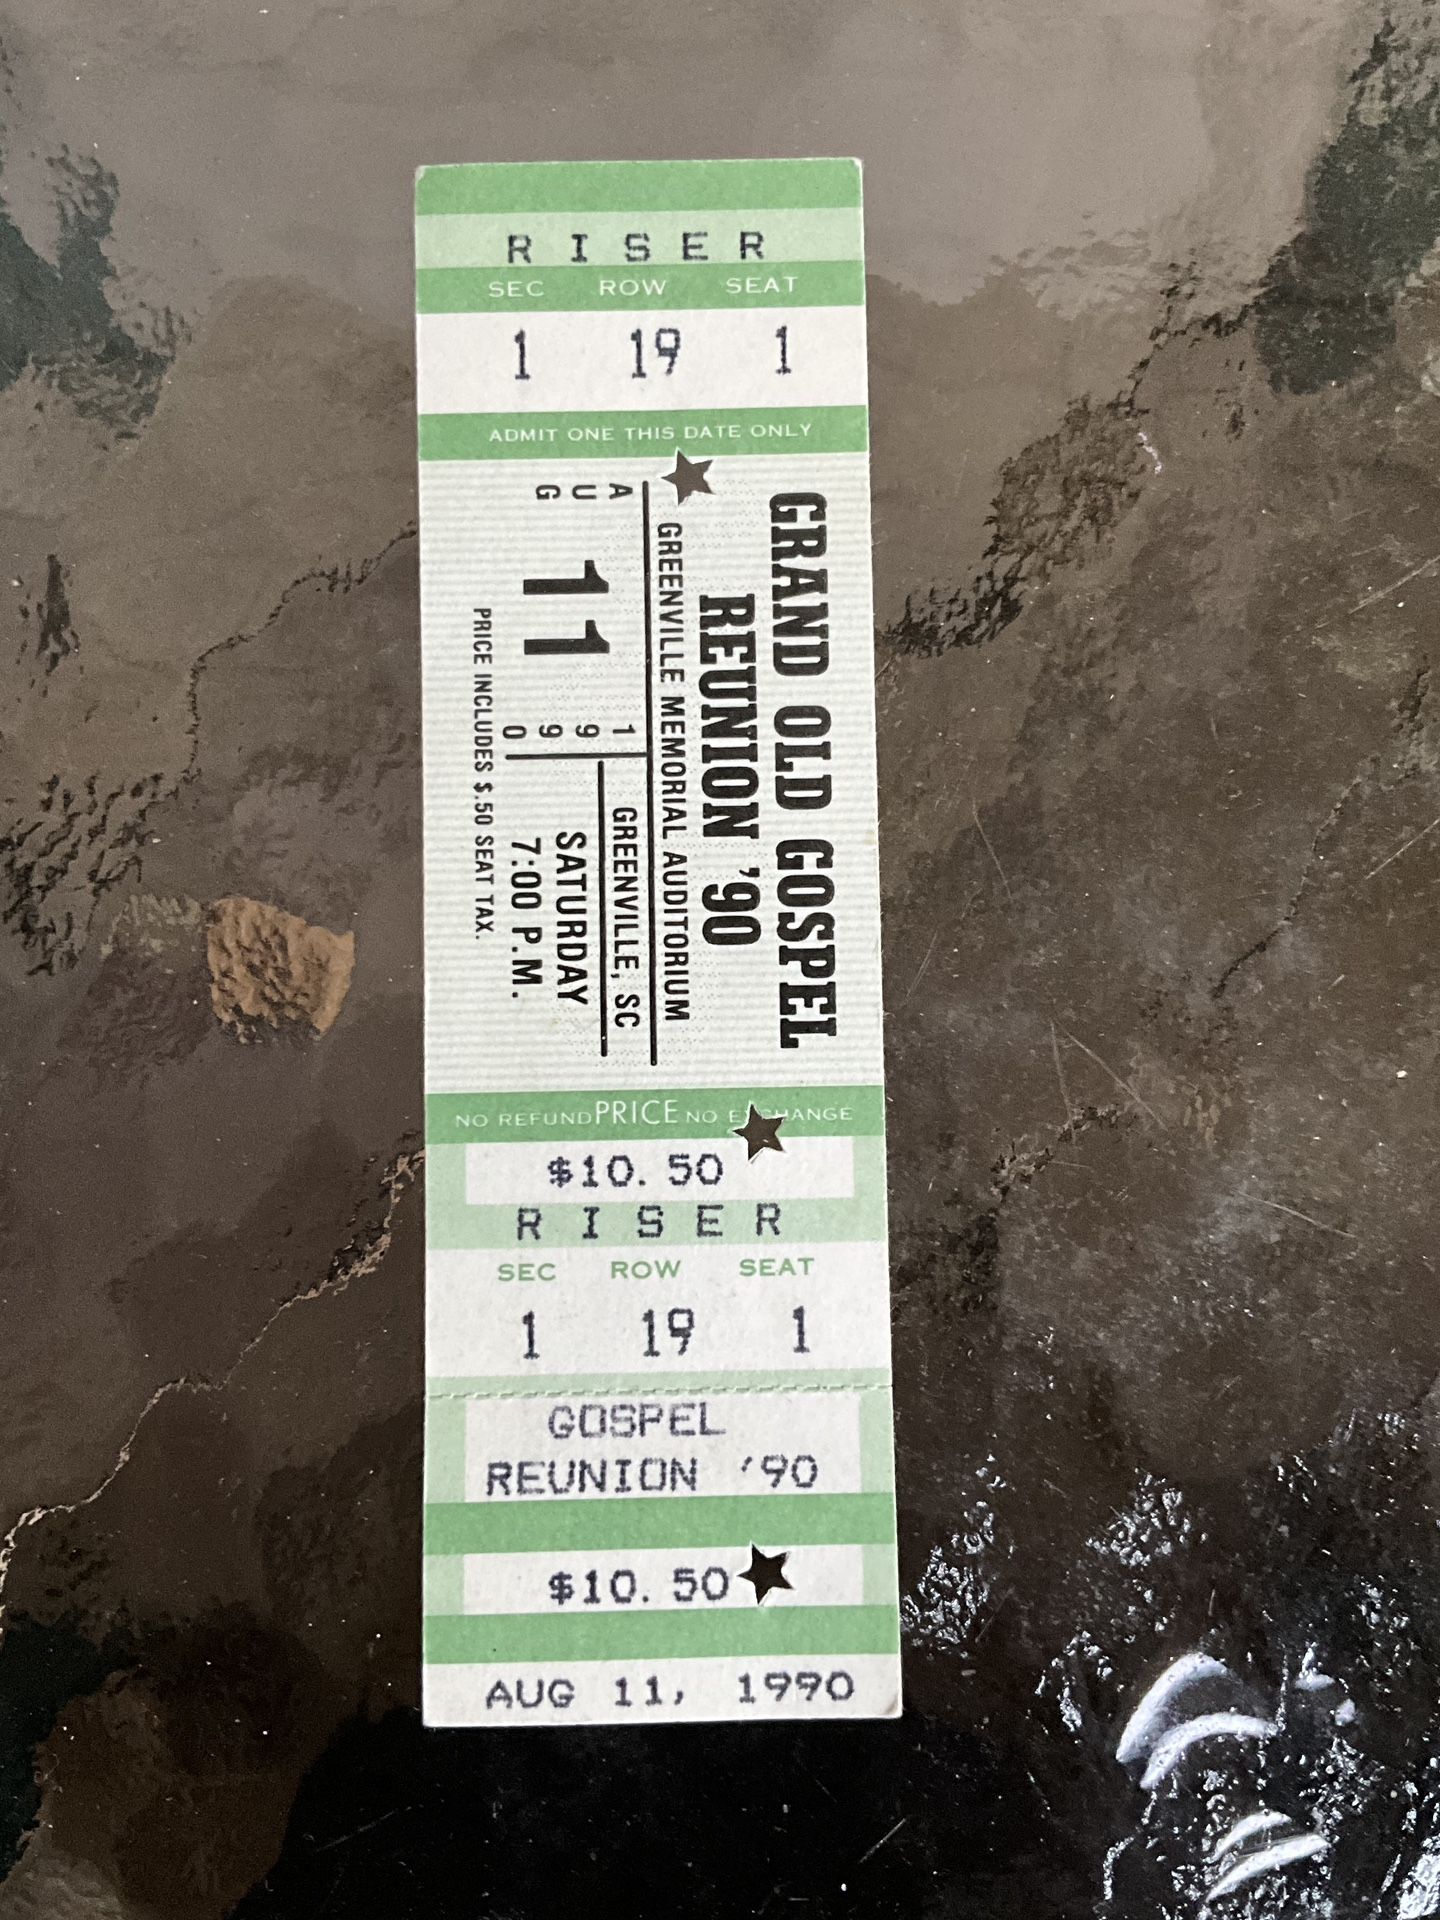 R I S E R
SEC ROW SEAT
1 19 1
ADMIT ONE THIS DATE ONLY
GRAND OLD GOSPEL
REUNION '90
GREENVILLE MEMORIAL AUDITORIUM
AUG 11 1990
GREENVILLE, SC
SATURDAY
7:00 P.M.
PRICE INCLUDES $.50 SEAT TAX.
NO REFUND PRICE NO EXCHANGE
$10.50
R I S E R
SEC ROW SEAT
1 19 1
GOSPEL
REUNION '90
$10.50
AUG 11, 1990